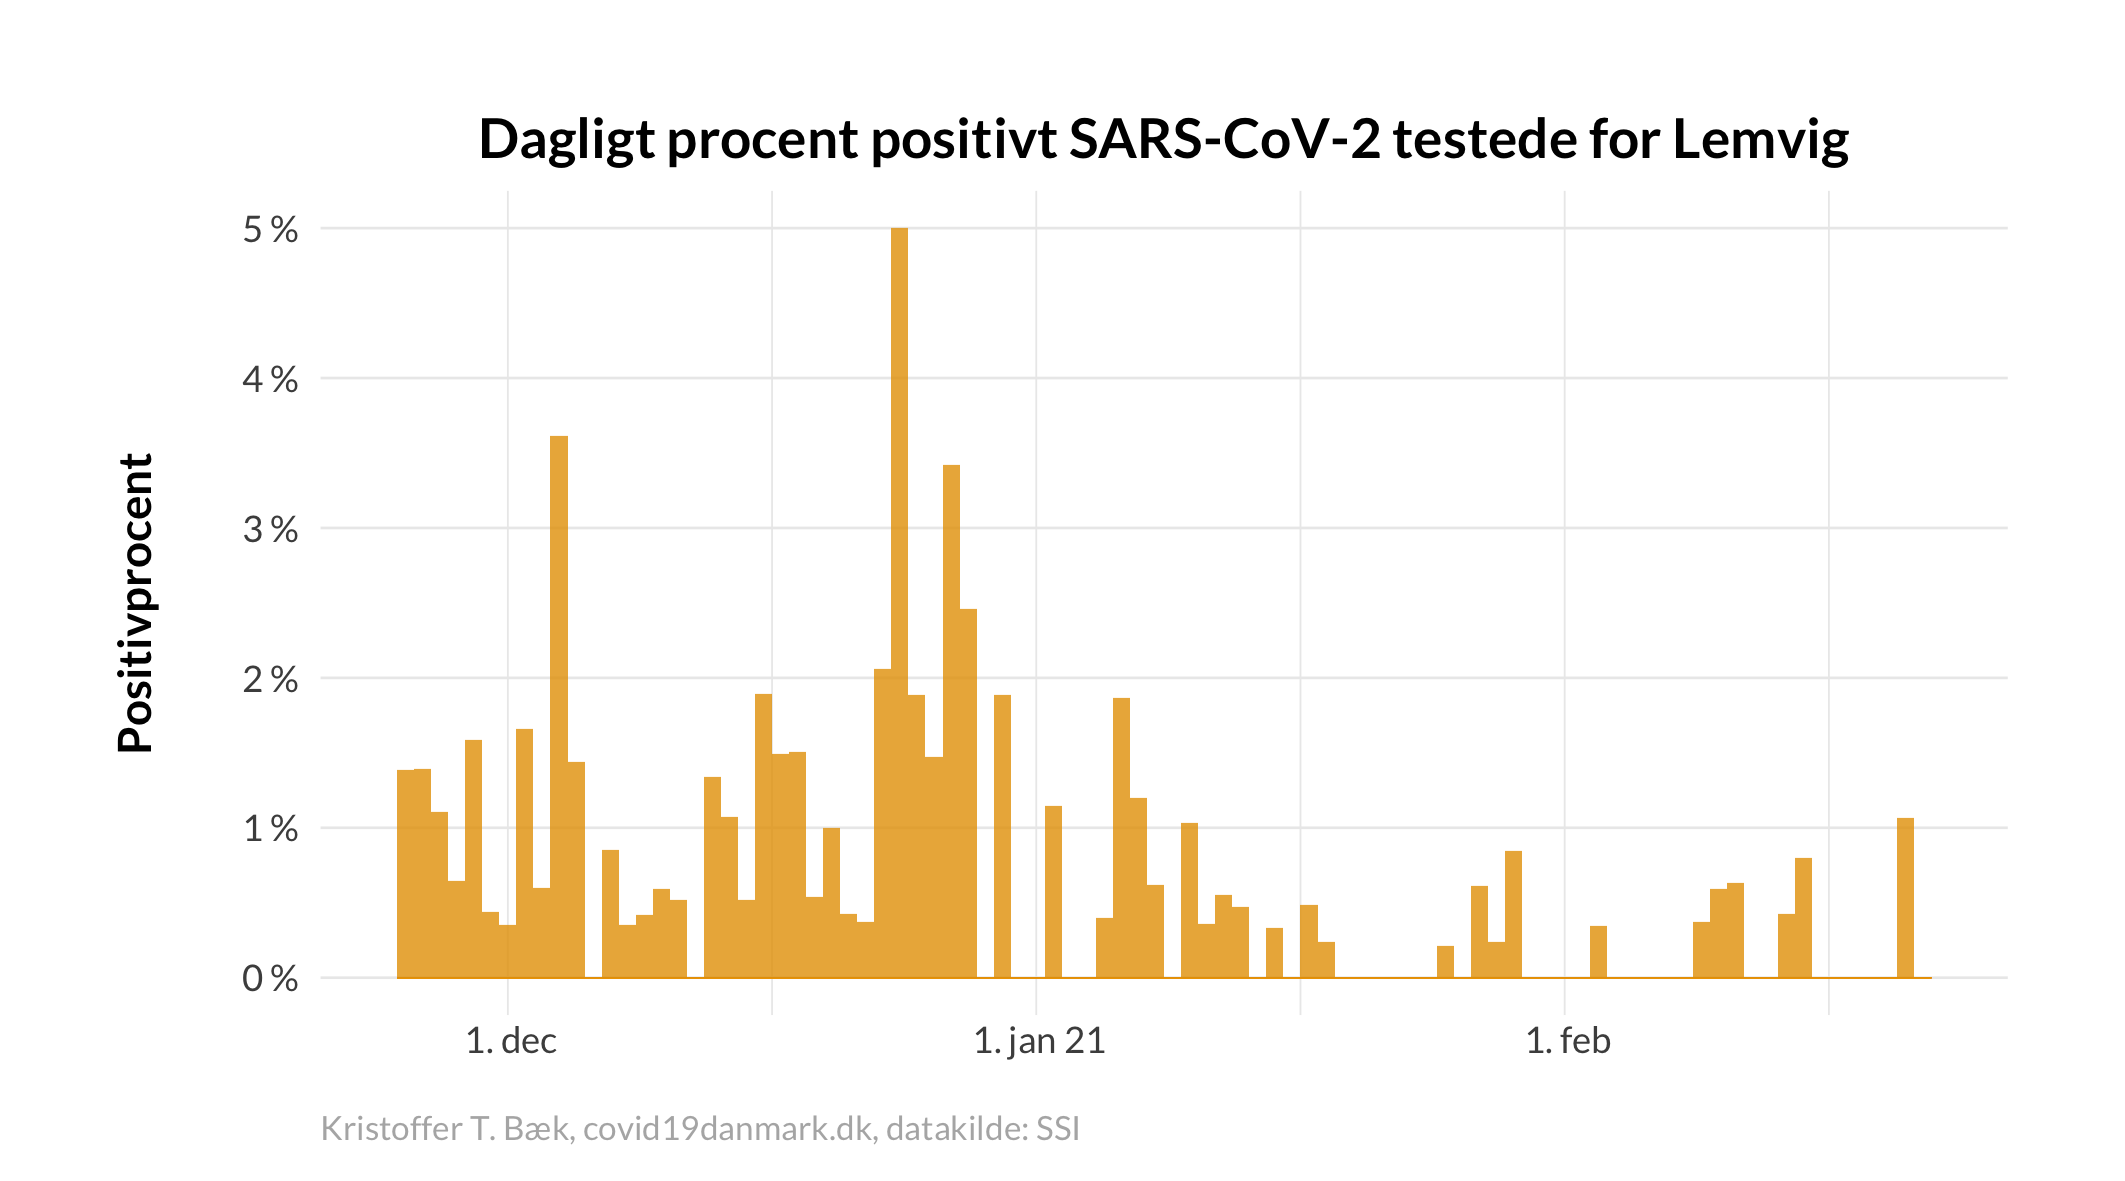 Dagligt procent positivt SARS-CoV-2 testede for Lemvig
Positivprocent
5 %
4 %
3 %
2 %
1 %
0 %
1. dec
1. jan 21
1. feb
Kristoffer T. Bæk, covid19danmark.dk, datakilde: SSI